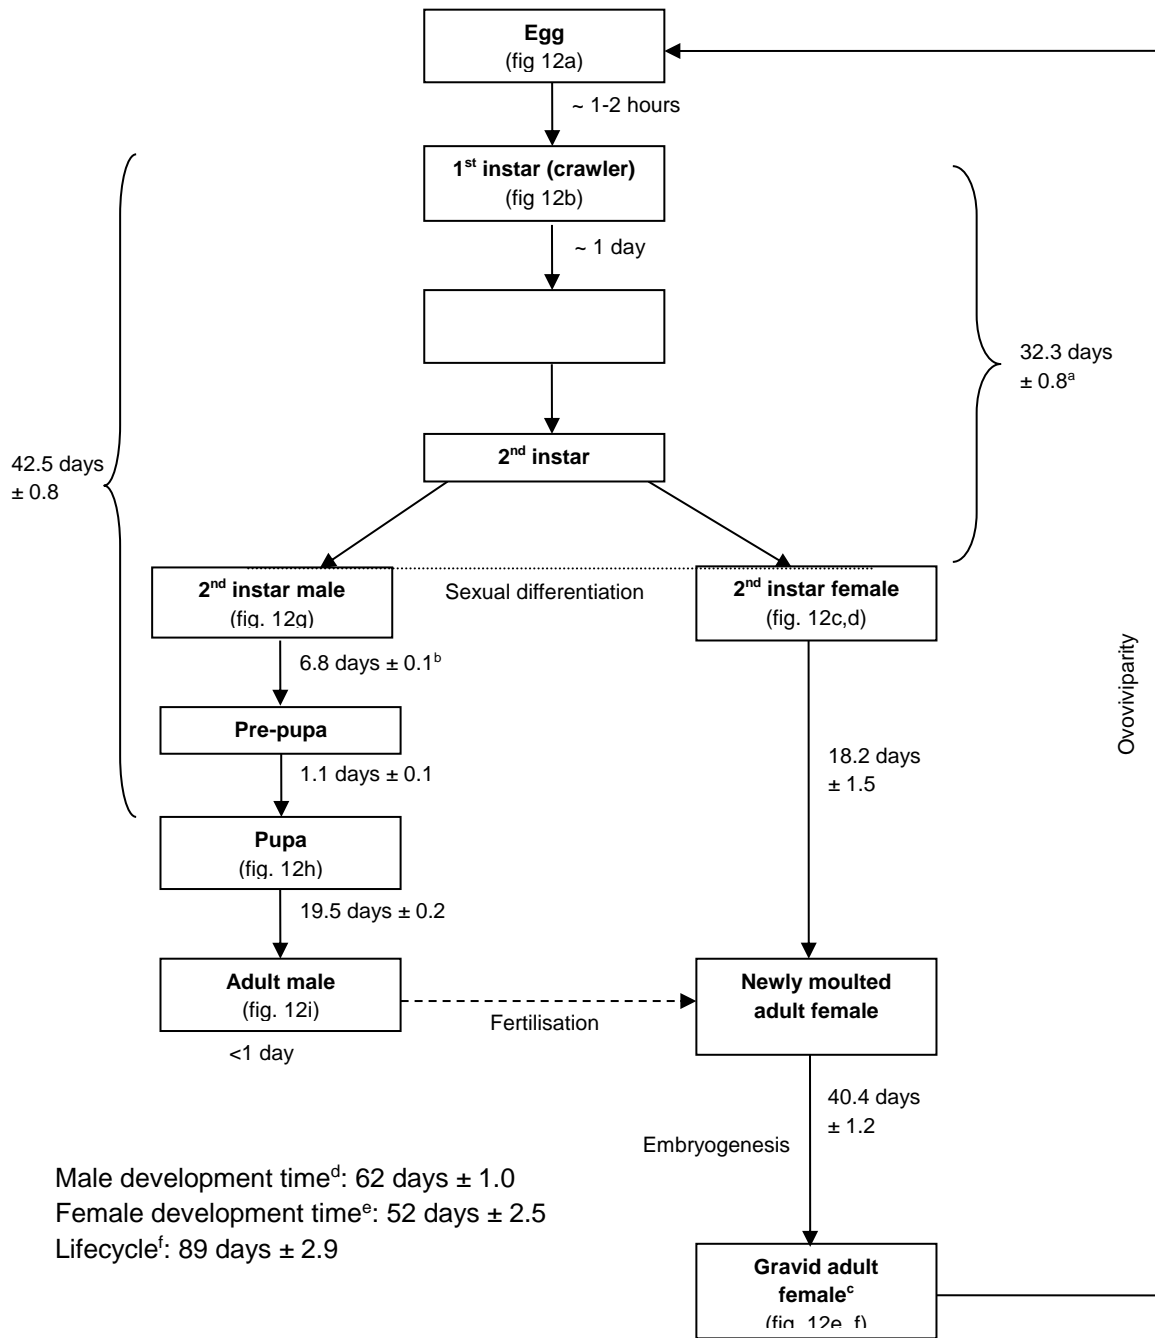 Egg
(fig 12a)
~ 1-2 hours
1st instar (crawler)
(fig 12b)
~ 1 day
32.3 days
± 0.8a
2nd instar
42.5 days
± 0.8
2nd instar male
(fig. 12g)
Sexual differentiation
2nd instar female
(fig. 12c,d)
6.8 days ± 0.1b
Ovoviviparity
Pre-pupa
1.1 days ± 0.1
18.2 days
± 1.5
Pupa
(fig. 12h)
19.5 days ± 0.2
Adult male
(fig. 12i)
Fertilisation
Newly moulted
adult female
<1 day
40.4 days
± 1.2
Embryogenesis
Male development timed: 62 days ± 1.0
Female development timee: 52 days ± 2.5
Lifecyclef: 89 days ± 2.9
Gravid adult
femalec
(fig. 12e, f)